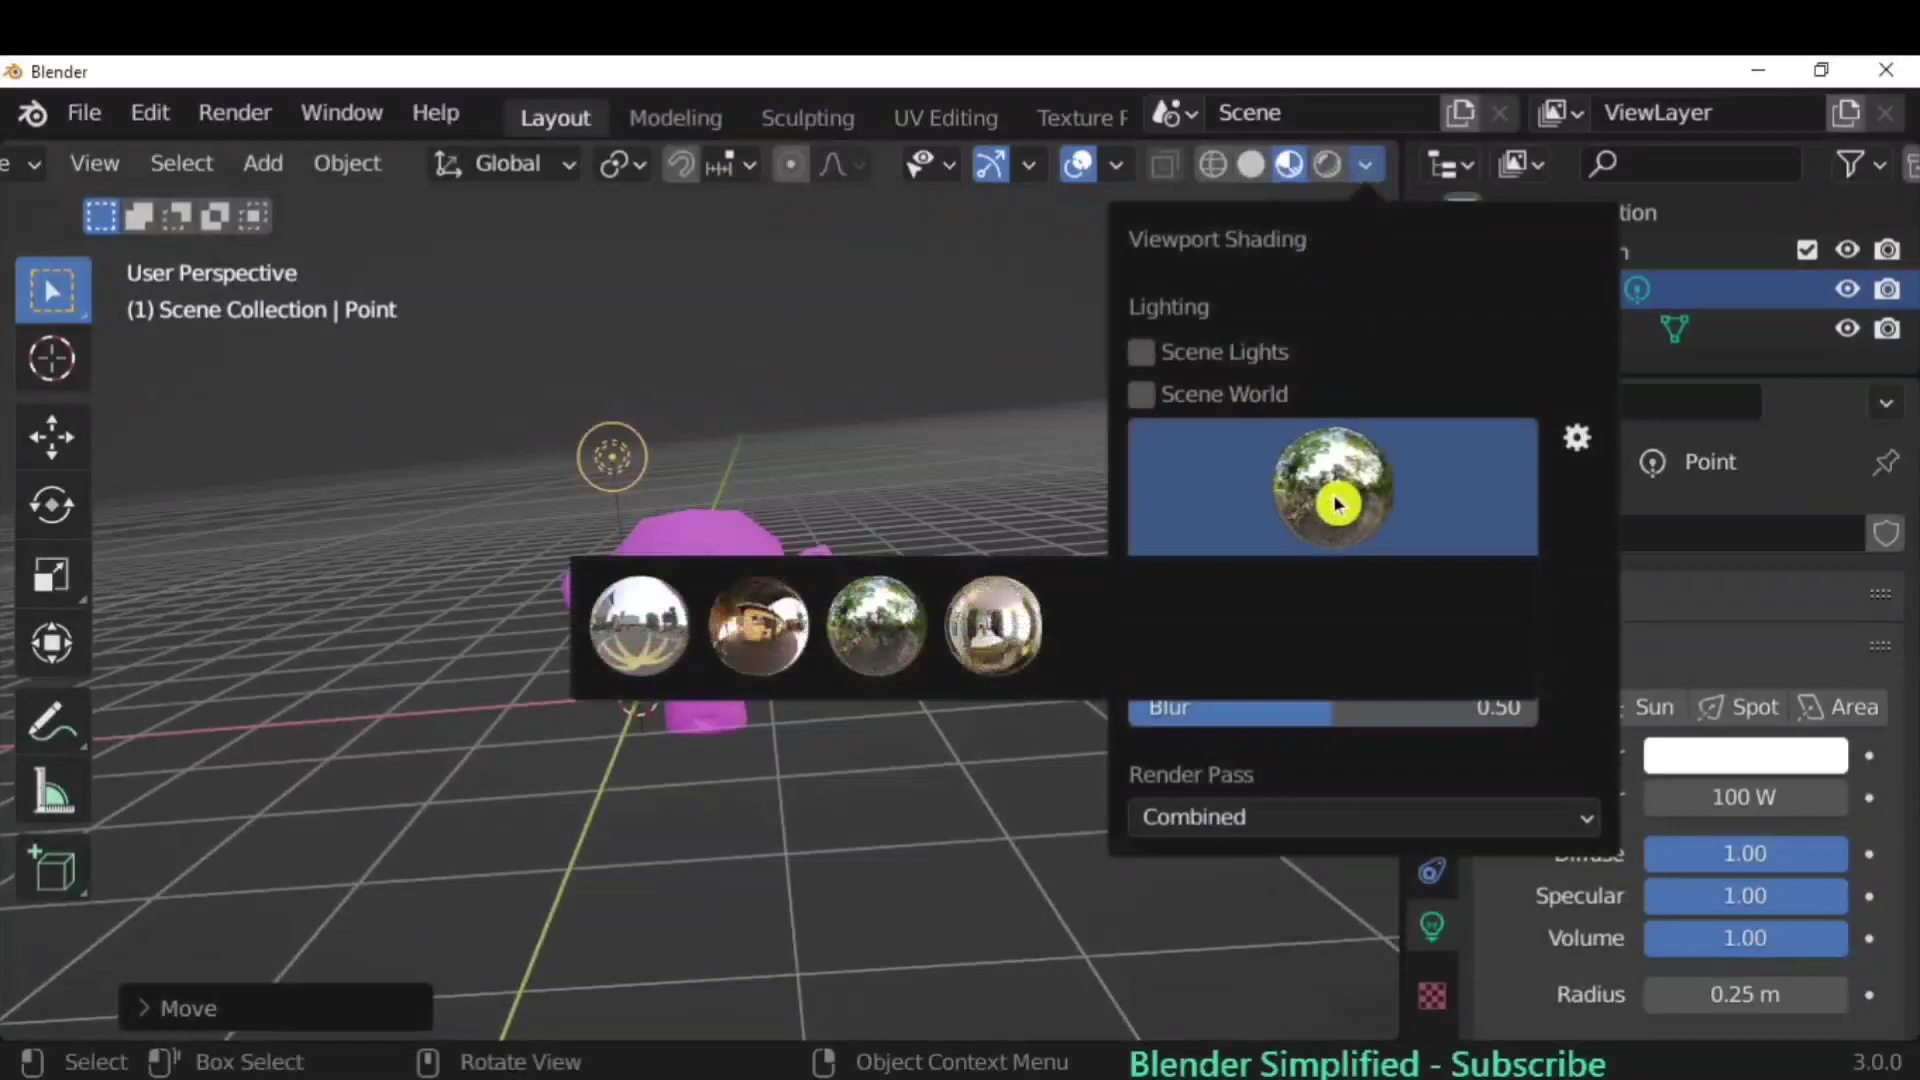 Blender
File Edit Render Window Help Layout Modeling Sculpting UV Editing Texture Scene ViewLayer
View Select Add Object Global
User Perspective
(1) Scene Collection | Point
Viewport Shading
Lighting
Scene Lights
Scene World
Blur 0.50
Render Pass
Combined
tion
Point
Sun Spot Area
100 W
Diffuse 1.00
Specular 1.00
Volume 1.00
Radius 0.25 m
Move
Select Box Select Rotate View Object Context Menu
Blender Simplified - Subscribe
3.0.0